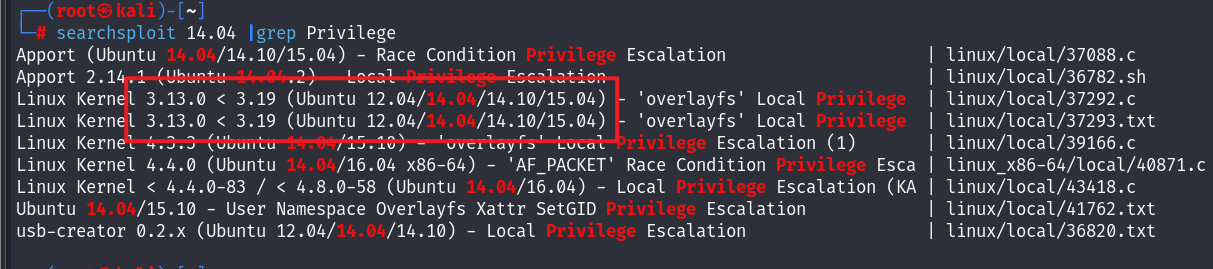 ┌──(root㉿kali)-[~]
└─# searchsploit 14.04 |grep Privilege
Apport (Ubuntu 14.04/14.10/15.04) - Race Condition Privilege Escalation | linux/local/37088.c
Apport 2.14.1 (Ubuntu 14.04.2) - Local Privilege Escalation | linux/local/36782.sh
Linux Kernel 3.13.0 < 3.19 (Ubuntu 12.04/14.04/14.10/15.04) - 'overlayfs' Local Privilege | linux/local/37292.c
Linux Kernel 3.13.0 < 3.19 (Ubuntu 12.04/14.04/14.10/15.04) - 'overlayfs' Local Privilege | linux/local/37293.txt
Linux Kernel 4.3.3 (Ubuntu 14.04/15.10) - 'overlayfs' Local Privilege Escalation (1) | linux/local/39166.c
Linux Kernel 4.4.0 (Ubuntu 14.04/16.04 x86-64) - 'AF_PACKET' Race Condition Privilege Esca | linux_x86-64/local/40871.c
Linux Kernel < 4.4.0-83 / < 4.8.0-58 (Ubuntu 14.04/16.04) - Local Privilege Escalation (KA | linux/local/43418.c
Ubuntu 14.04/15.10 - User Namespace Overlayfs Xattr SetGID Privilege Escalation | linux/local/41762.txt
usb-creator 0.2.x (Ubuntu 12.04/14.04/14.10) - Local Privilege Escalation | linux/local/36820.txt